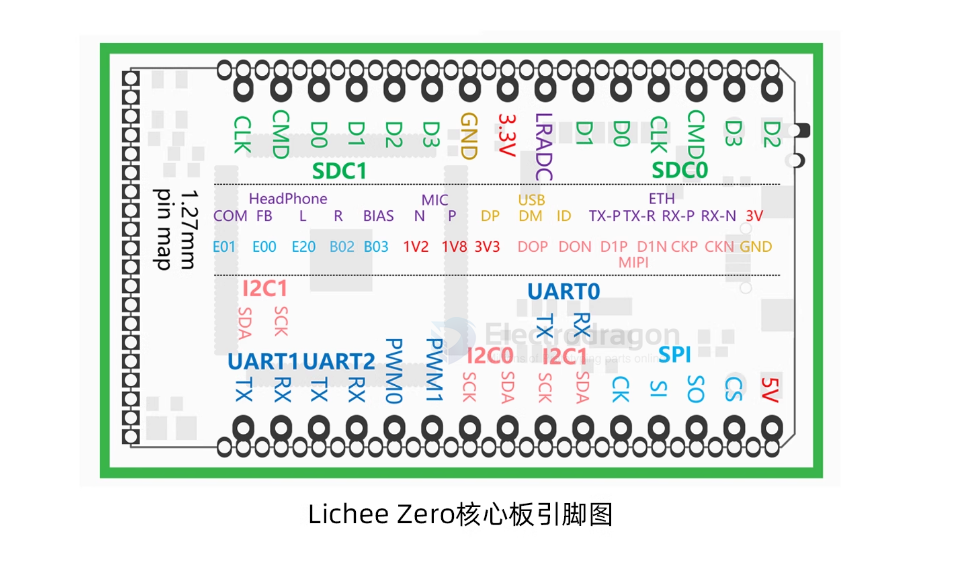 CLK CMD D0 D1 D2 D3 GND 3.3V LRADC D1 D0 CLK CMD D3 D2
SDC1 SDC0
1.27mm
pin map
HeadPhone MIC USB ETH
COM FB L R BIAS N P DP DM ID TX-P TX-R RX-P RX-N 3V
E01 E00 E20 B02 B03 1V2 1V8 3V3 DOP DON D1P D1N CKP CKN GND
MIPI
I2C1 UART0
SDA SCK TX RX
Electrodragon
UART1 UART2 PWM0 PWM1 I2C0 I2C1 SPI
TX RX TX RX SCK SDA SCK SDA CK SI SO CS 5V
Lichee Zero核心板引脚图